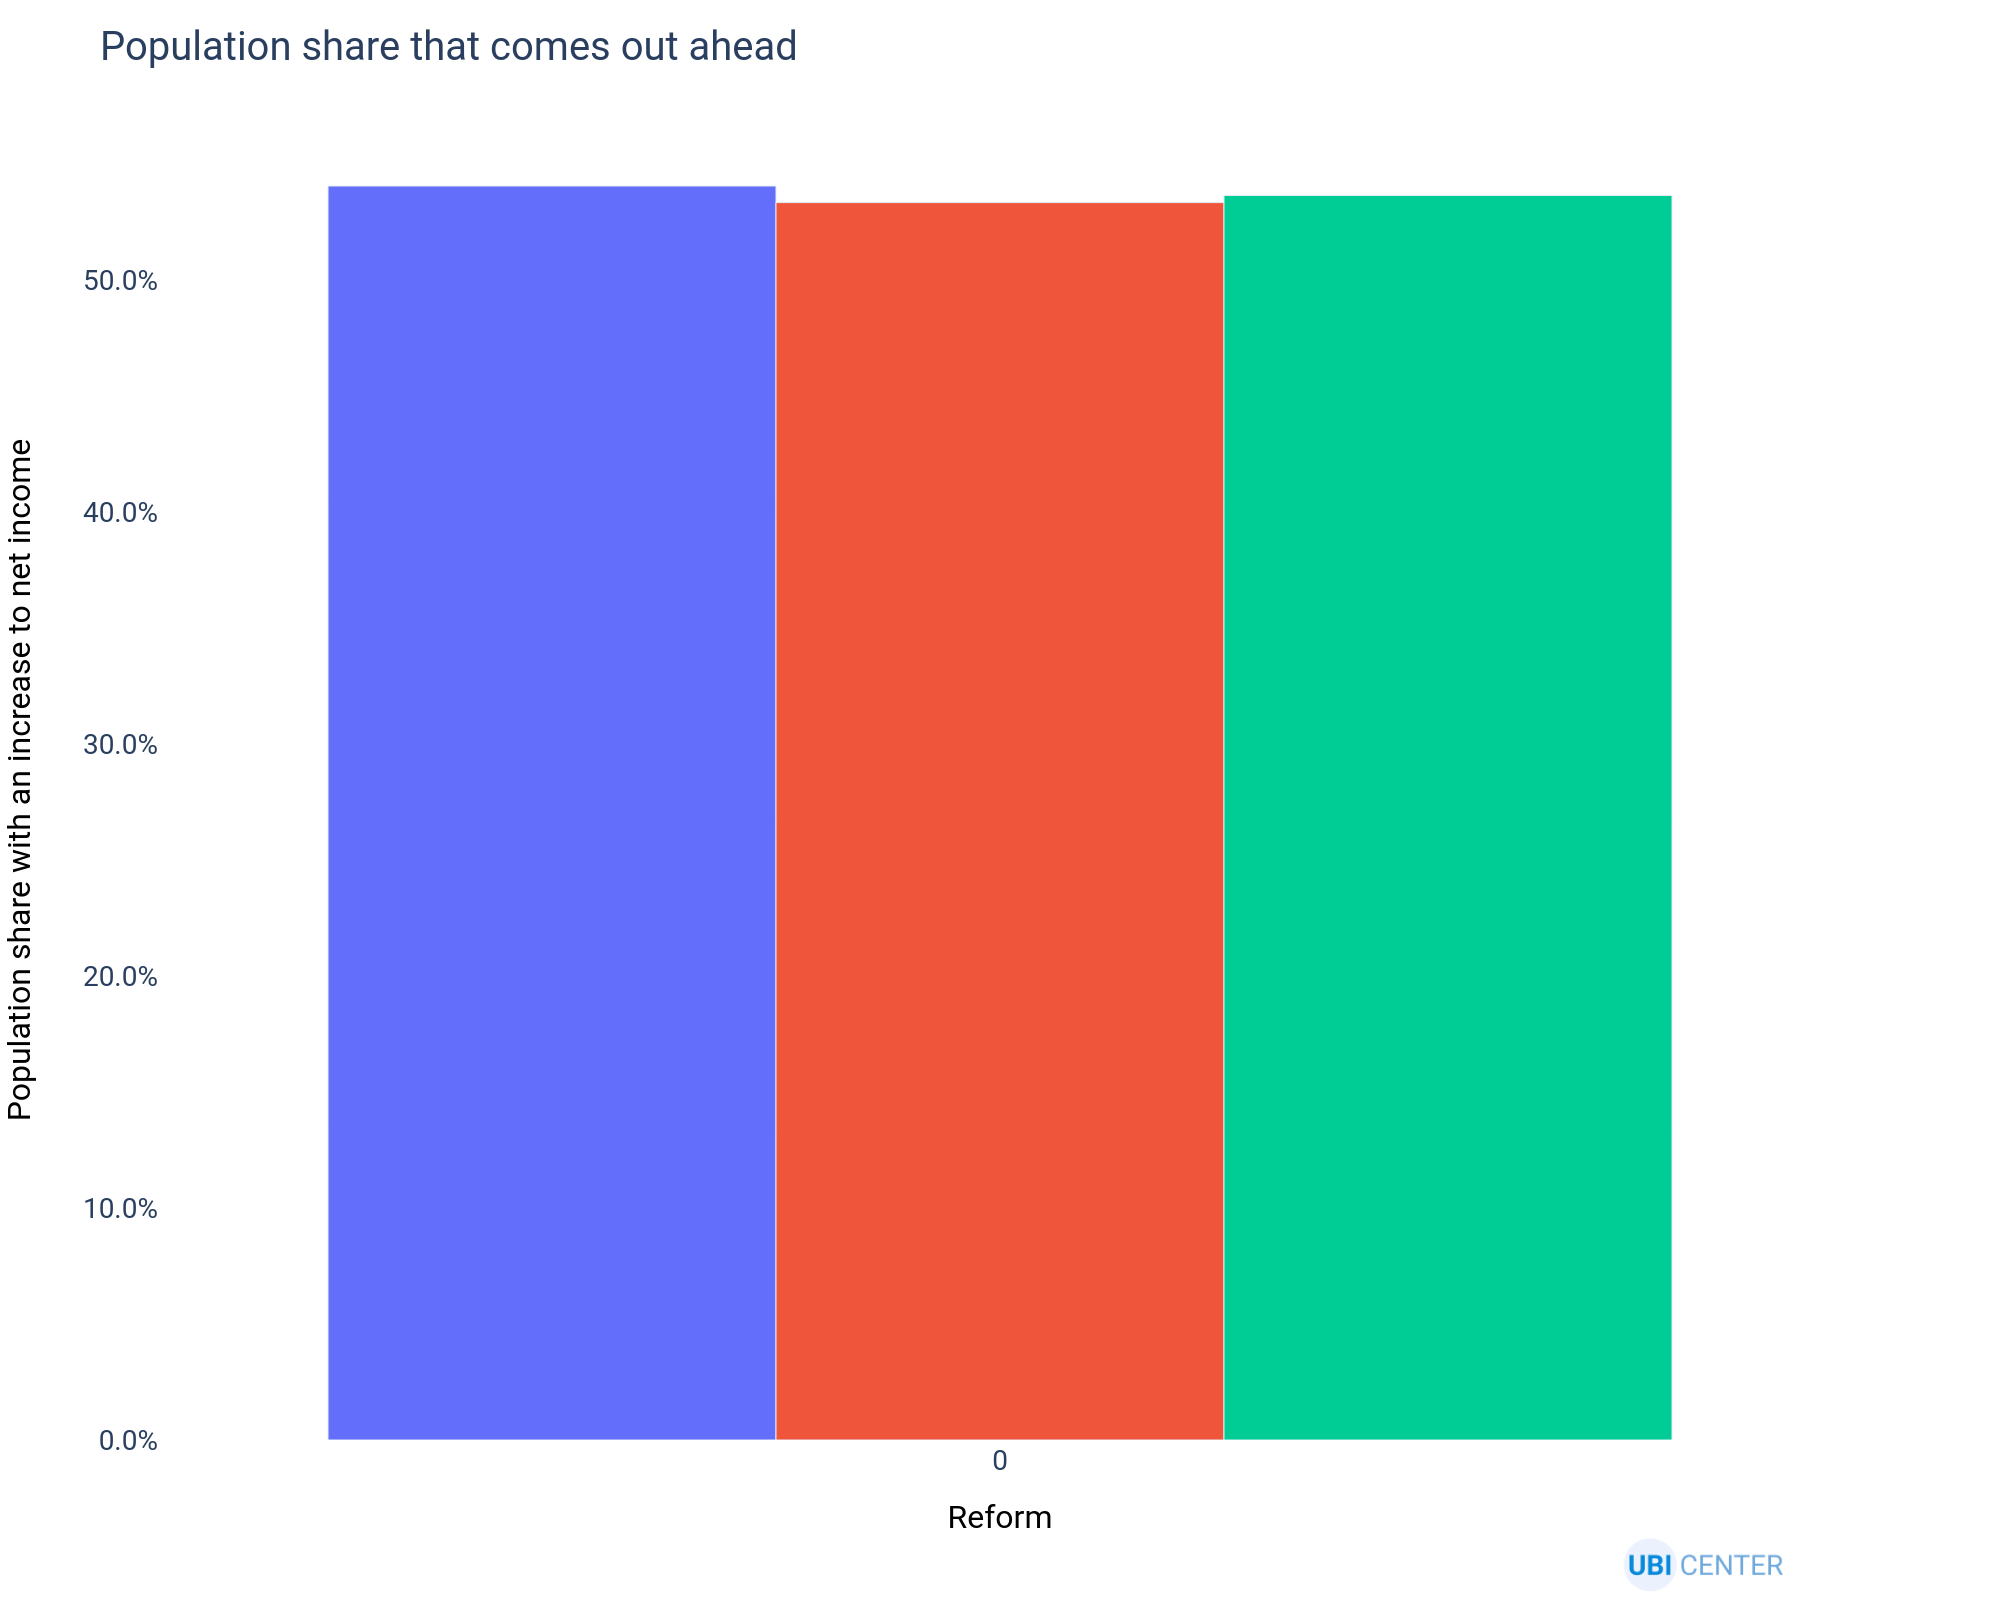 Population share that comes out ahead
Population share with an increase to net income
50.0%
40.0%
30.0%
20.0%
10.0%
0.0%
0
Reform
UBI CENTER